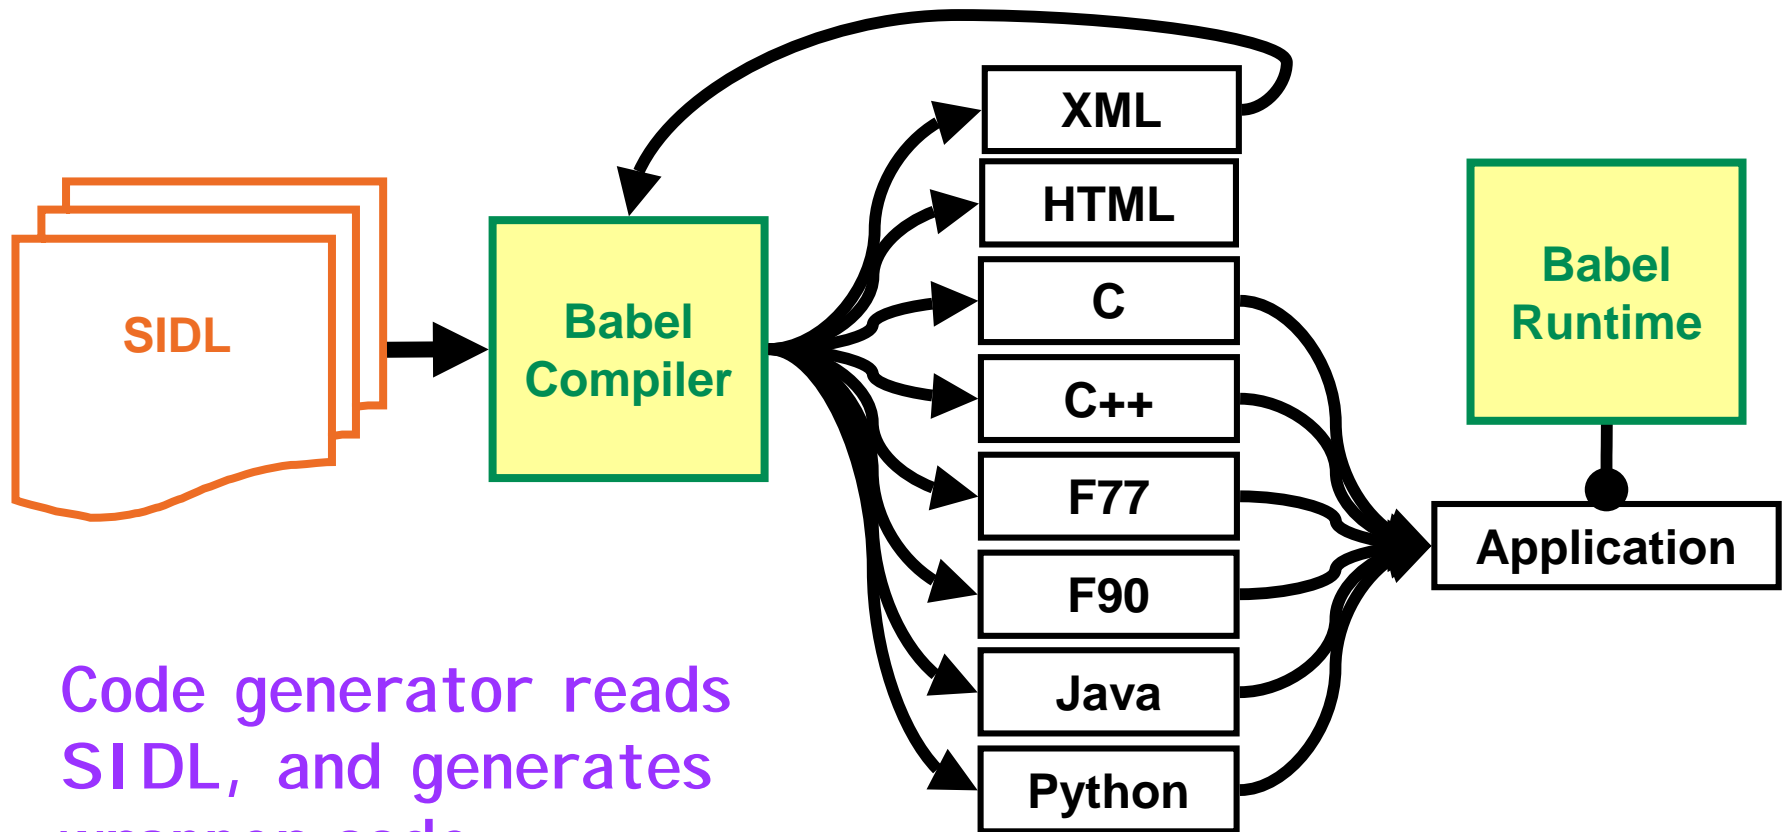 SIDL
Babel
Compiler
XML
HTML
C
C++
F77
F90
Java
Python
Babel
Runtime
Application
Code generator reads
SIDL, and generates